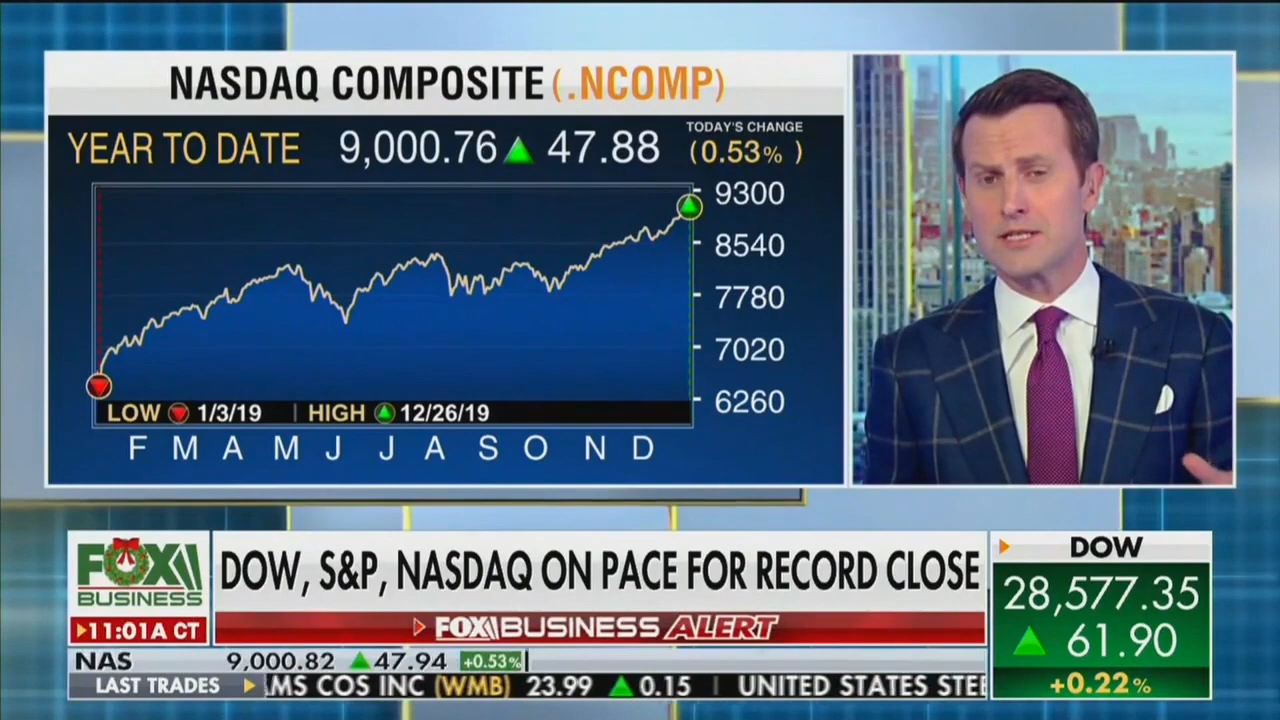 NASDAQ COMPOSITE (.NCOMP)
YEAR TO DATE 9,000.76 47.88 TODAY'S CHANGE (0.53%)
9300
8540
7780
7020
6260
LOW 1/3/19 | HIGH 12/26/19
F M A M J J A S O N D
FOX BUSINESS
11:01A CT
DOW, S&P, NASDAQ ON PACE FOR RECORD CLOSE
FOX BUSINESS ALERT
DOW
28,577.35
61.90
+0.22%
NAS 9,000.82 47.94 +0.53%
LAST TRADES MS COS INC (WMB) 23.99 0.15 | UNITED STATES STEE